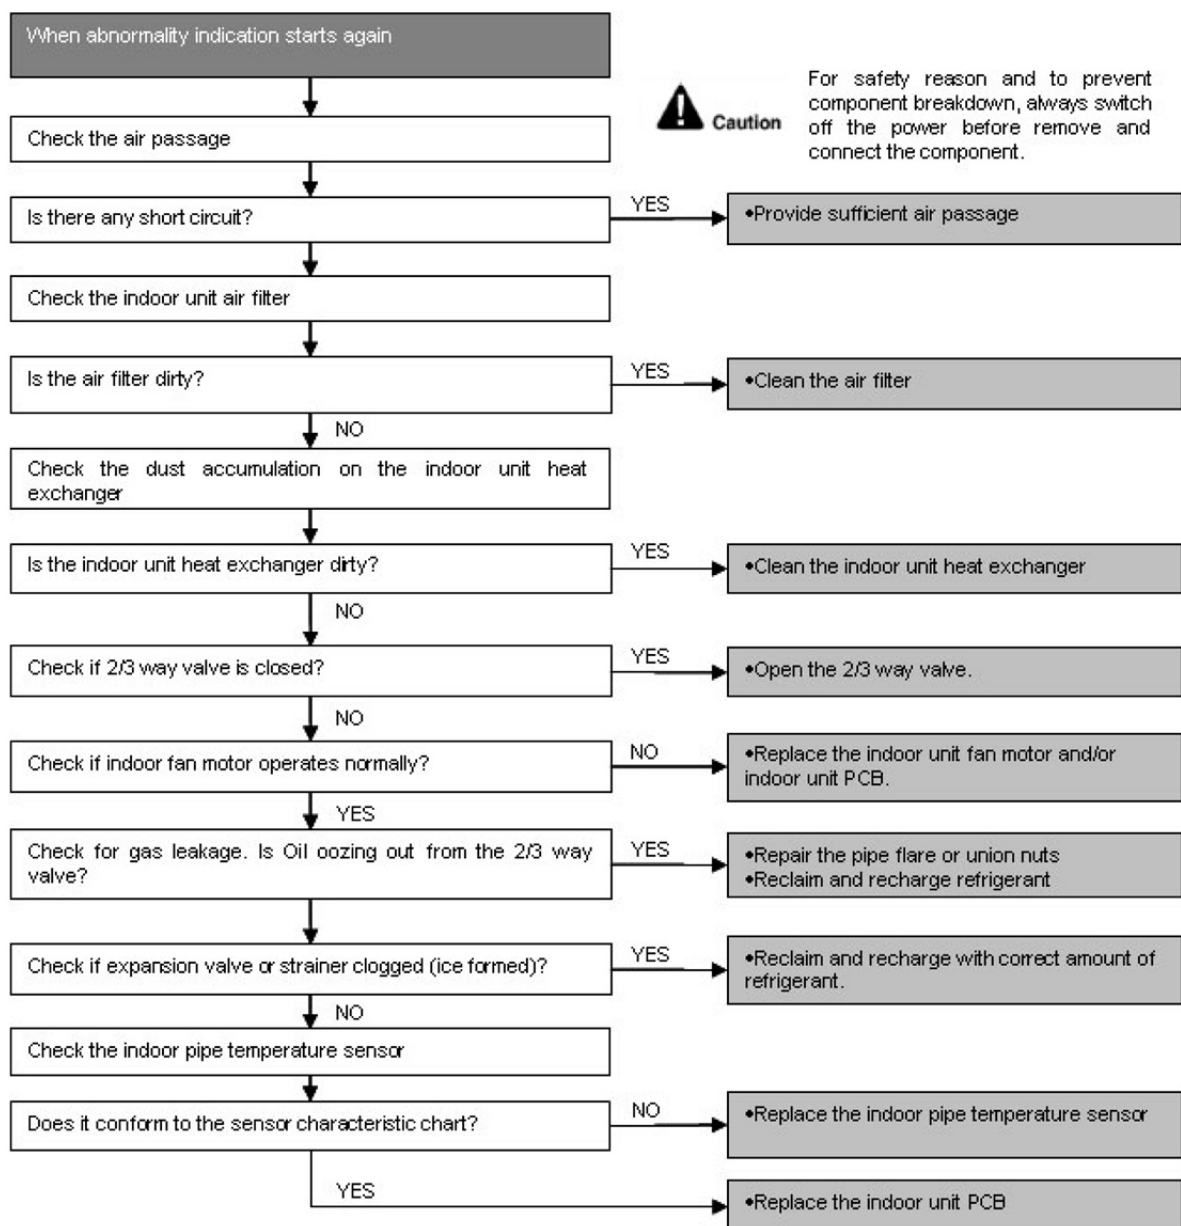 When abnormality indication starts again
Caution
For safety reason and to prevent
component breakdown, always switch
off the power before remove and
connect the component.
Check the air passage
Is there any short circuit?
YES
•Provide sufficient air passage
Check the indoor unit air filter
Is the air filter dirty?
YES
•Clean the air filter
NO
Check the dust accumulation on the indoor unit heat
exchanger
Is the indoor unit heat exchanger dirty?
YES
•Clean the indoor unit heat exchanger
NO
Check if 2/3 way valve is closed?
YES
•Open the 2/3 way valve.
NO
Check if indoor fan motor operates normally?
NO
•Replace the indoor unit fan motor and/or
indoor unit PCB.
YES
Check for gas leakage. Is Oil oozing out from the 2/3 way
valve?
YES
•Repair the pipe flare or union nuts
•Reclaim and recharge refrigerant
Check if expansion valve or strainer clogged (ice formed)?
YES
•Reclaim and recharge with correct amount of
refrigerant.
NO
Check the indoor pipe temperature sensor
Does it conform to the sensor characteristic chart?
NO
•Replace the indoor pipe temperature sensor
YES
•Replace the indoor unit PCB